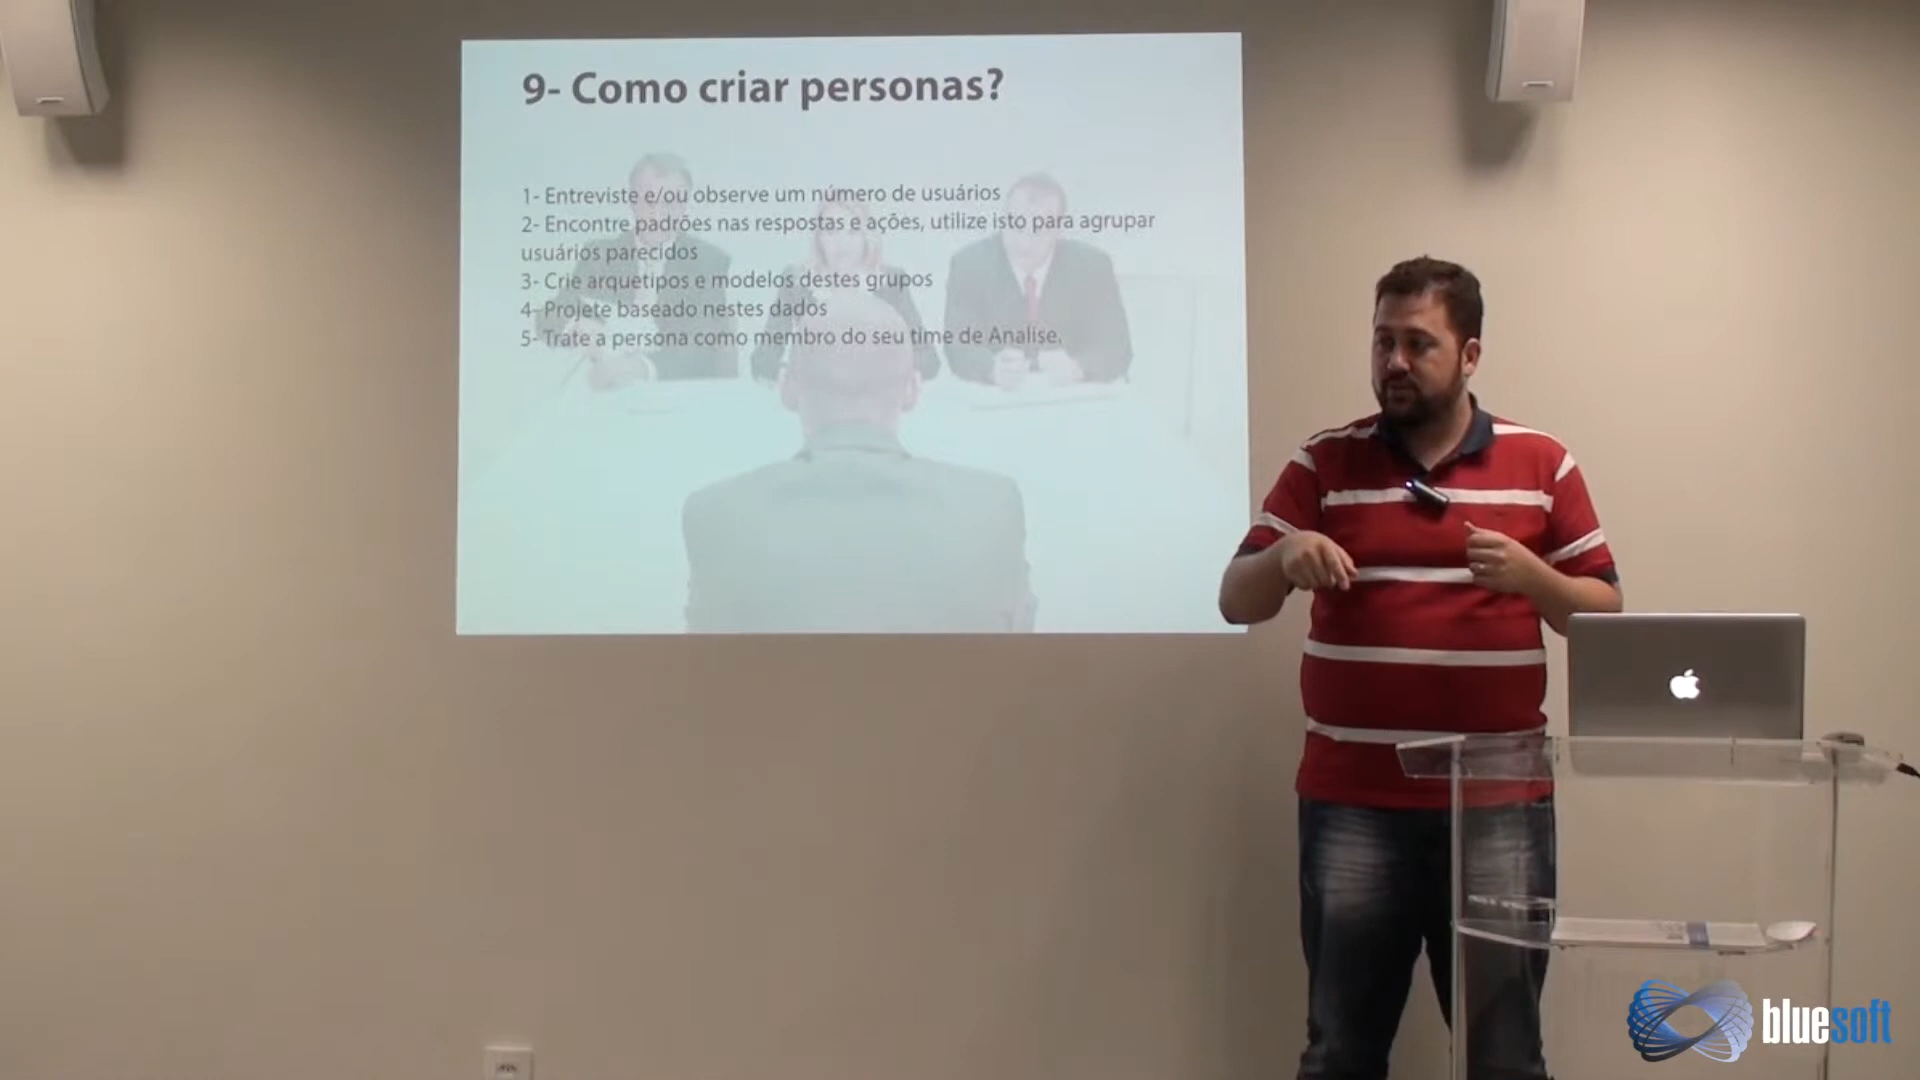 9- Como criar personas?
1- Entreviste e/ou observe um número de usuários
2- Encontre padrões nas respostas e ações, utilize isto para agrupar
usuários parecidos
3- Crie arquetipos e modelos destes grupos
4- Projete baseado nestes dados
5- Trate a persona como membro do seu time de Analise.
bluesoft